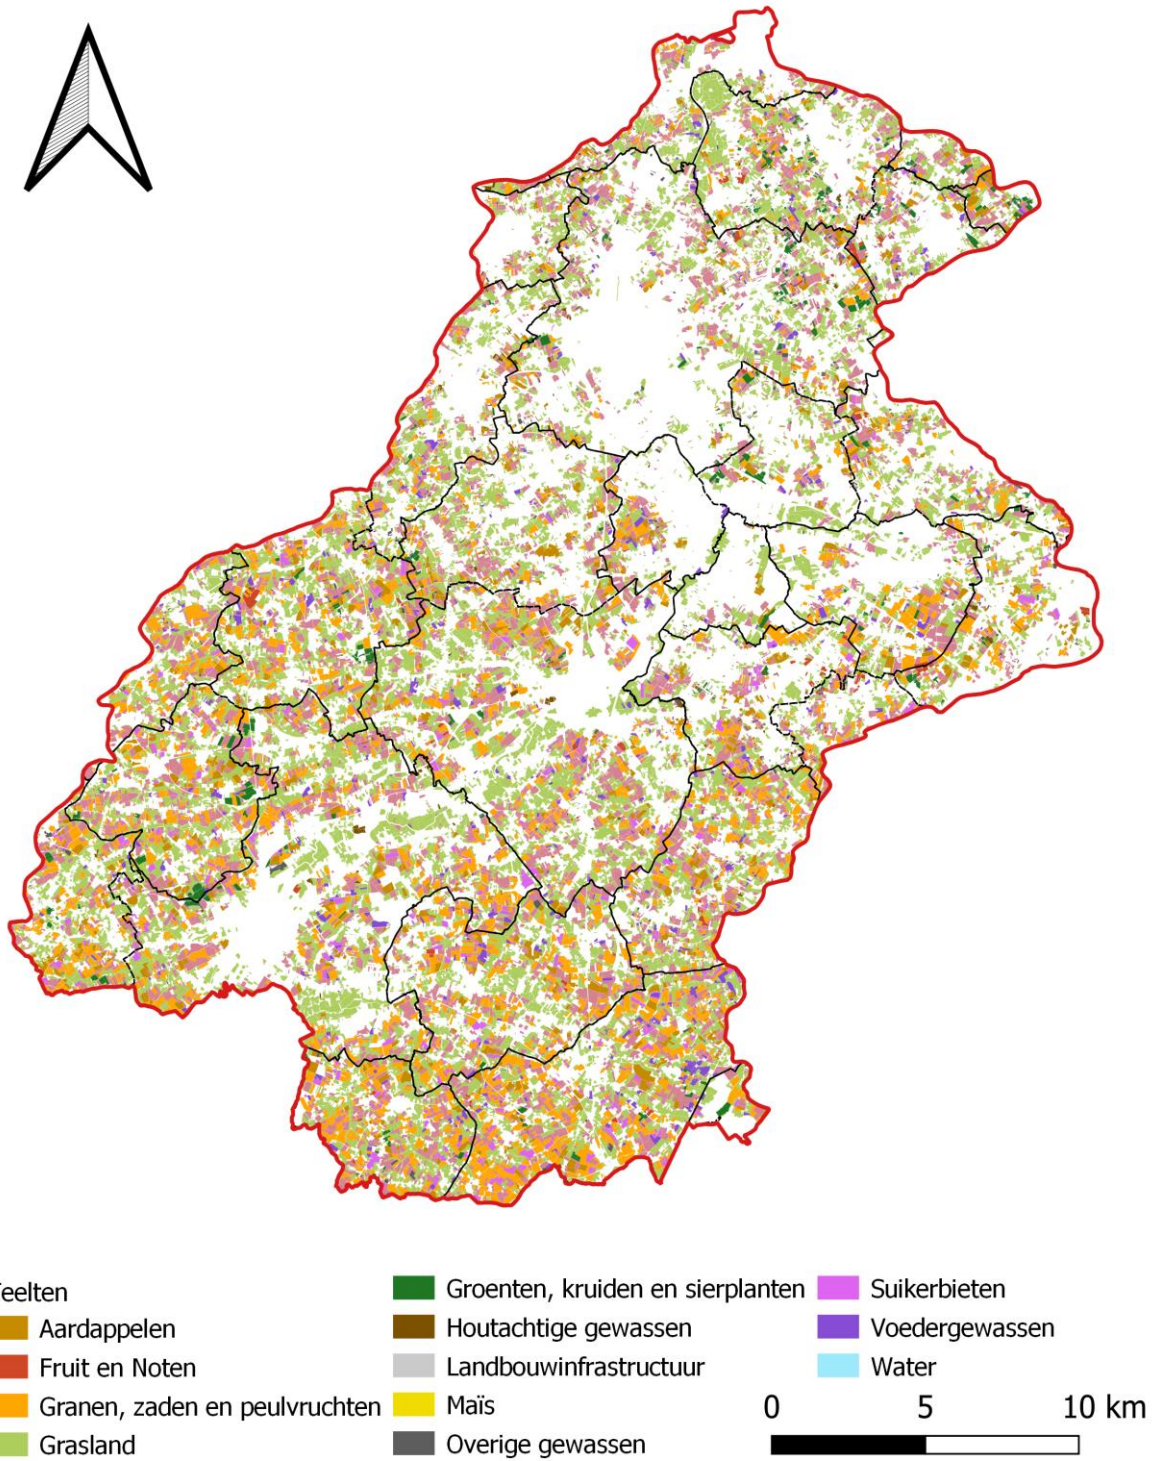 eelten
Aardappelen
Fruit en Noten
Granen, zaden en peulvruchten
Grasland
Groenten, kruiden en sierplanten
Houtachtige gewassen
Landbouwinfrastructuur
Maïs
Overige gewassen
Suikerbieten
Voedergewassen
Water
0 5 10 km